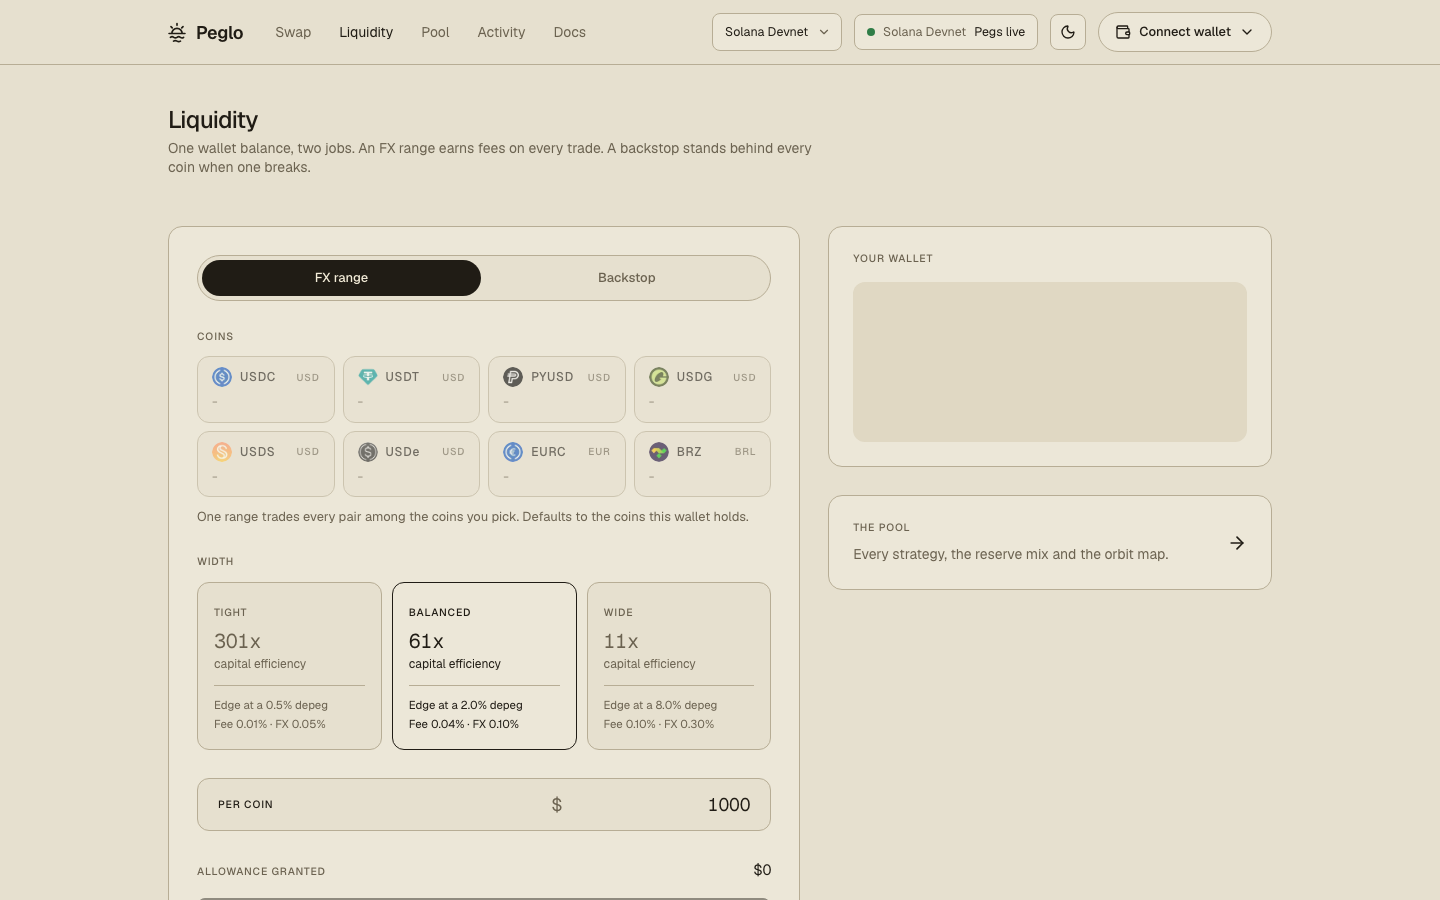 Peglo
Swap
Liquidity
Pool
Activity
Docs
Solana Devnet
Solana Devnet Pegs live
Connect wallet
Liquidity
One wallet balance, two jobs. An FX range earns fees on every trade. A backstop stands behind every
coin when one breaks.
FX range
Backstop
COINS
USDC USD
-
USDT USD
-
PYUSD USD
-
USDG USD
-
USDS USD
-
USDe USD
-
EURC EUR
-
BRZ BRL
-
One range trades every pair among the coins you pick. Defaults to the coins this wallet holds.
WIDTH
TIGHT
301x
capital efficiency
Edge at a 0.5% depeg
Fee 0.01% · FX 0.05%
BALANCED
61x
capital efficiency
Edge at a 2.0% depeg
Fee 0.04% · FX 0.10%
WIDE
11x
capital efficiency
Edge at a 8.0% depeg
Fee 0.10% · FX 0.30%
PER COIN $ 1000
ALLOWANCE GRANTED $0
YOUR WALLET
THE POOL
Every strategy, the reserve mix and the orbit map.